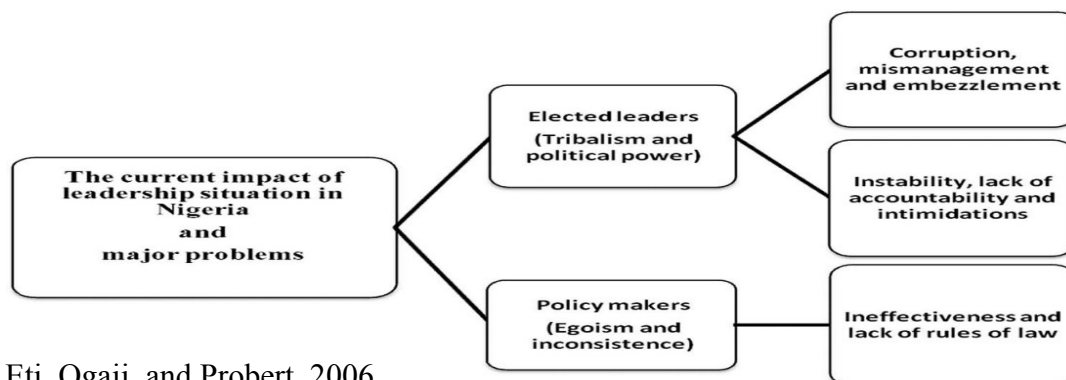 The current impact of
leadership situation in
Nigeria
and
major problems
Elected leaders
(Tribalism and
political power)
Policy makers
(Egoism and
inconsistence)
Corruption,
mismanagement
and embezzlement
Instability, lack of
accountability and
intimidations
Ineffectiveness and
lack of rules of law
Eti, Ogaji, and Probert, 2006